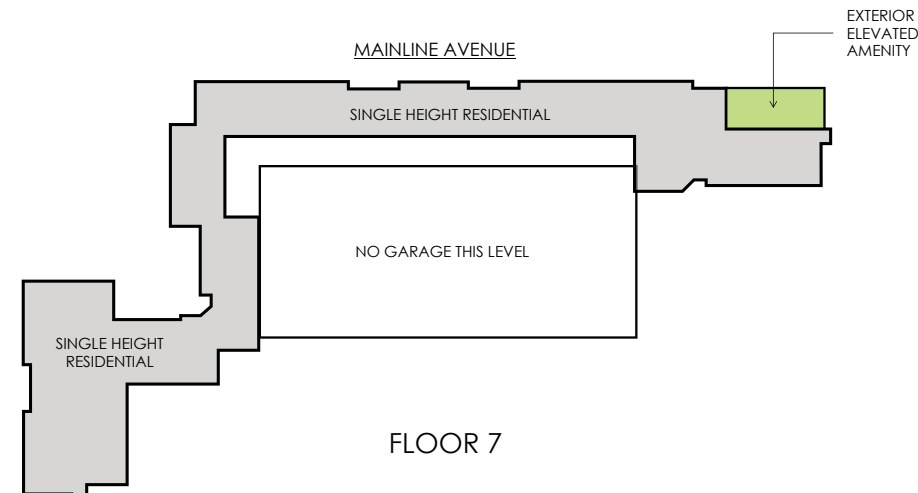 EXTERIOR
ELEVATED
AMENITY
MAINLINE AVENUE
SINGLE HEIGHT RESIDENTIAL
NO GARAGE THIS LEVEL
SINGLE HEIGHT
RESIDENTIAL
FLOOR 7